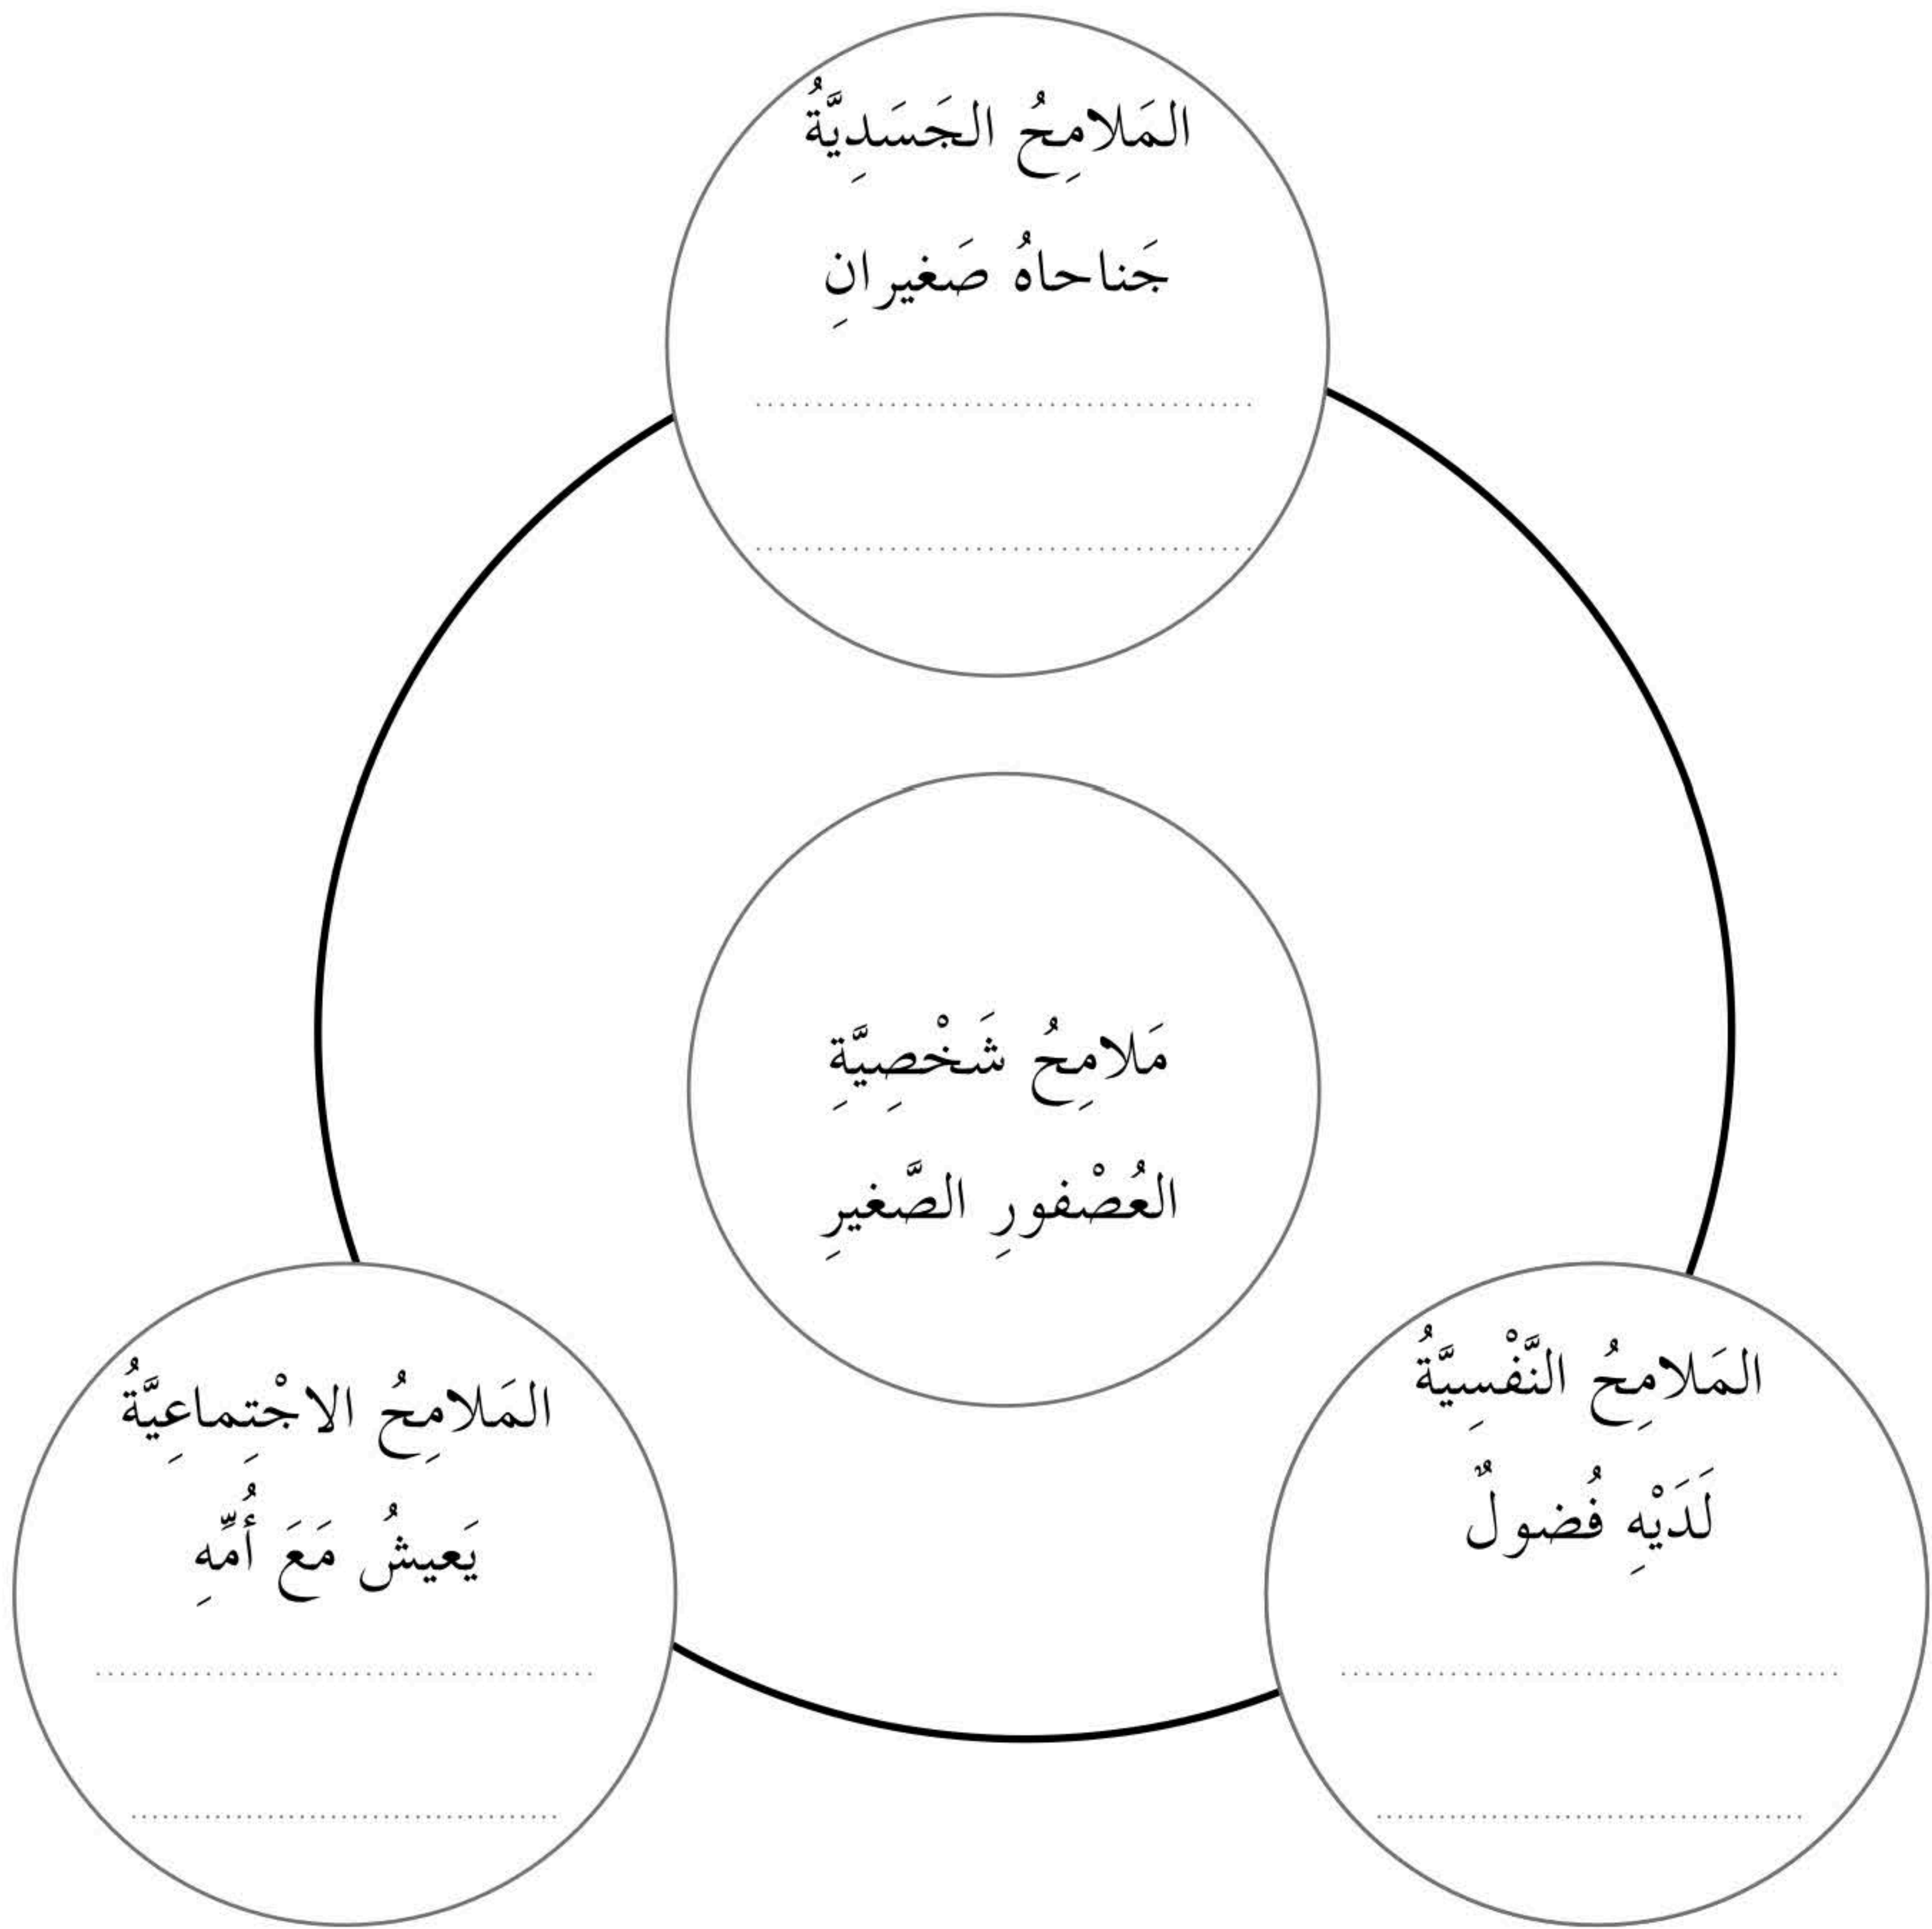 المَلامِحُ الجَسَدِيَّةُ
جَناحاهُ صَغيرانِ
مَلامِحُ شَخْصِيَّةِ
العُصْفورِ الصَّغيرِ
المَلامِحُ النَّفْسِيَّةُ
لَدَيْهِ فُضولٌ
المَلامِحُ الاجْتِماعِيَّةُ
يَعيشُ مَعَ أُمِّهِ